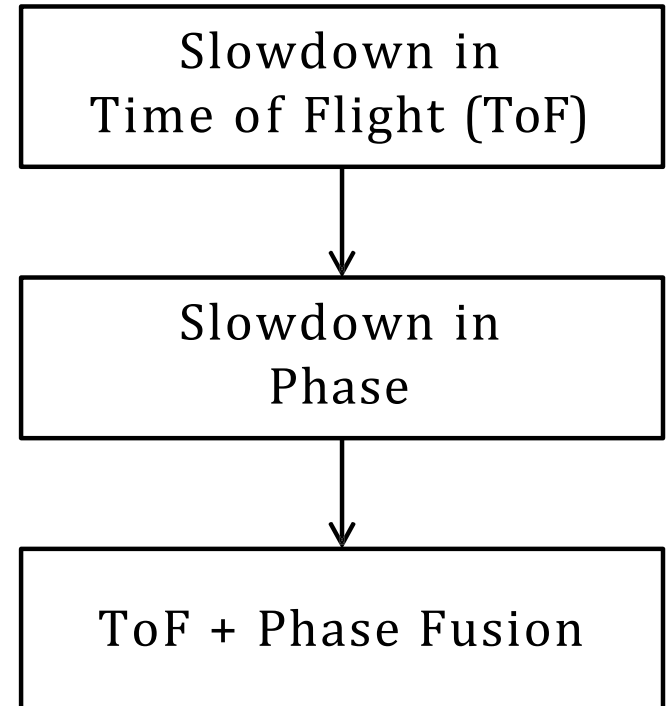 Slowdown in
Time of Flight (ToF)
Slowdown in
Phase
ToF + Phase Fusion